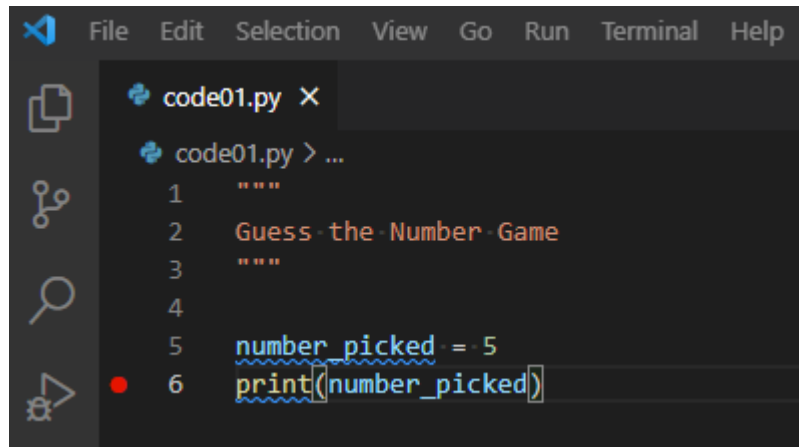 File Edit Selection View Go Run Terminal Help
code01.py
code01.py > ...
1 """
2 Guess the Number Game
3 """
4
5 number_picked = 5
6 print(number_picked)